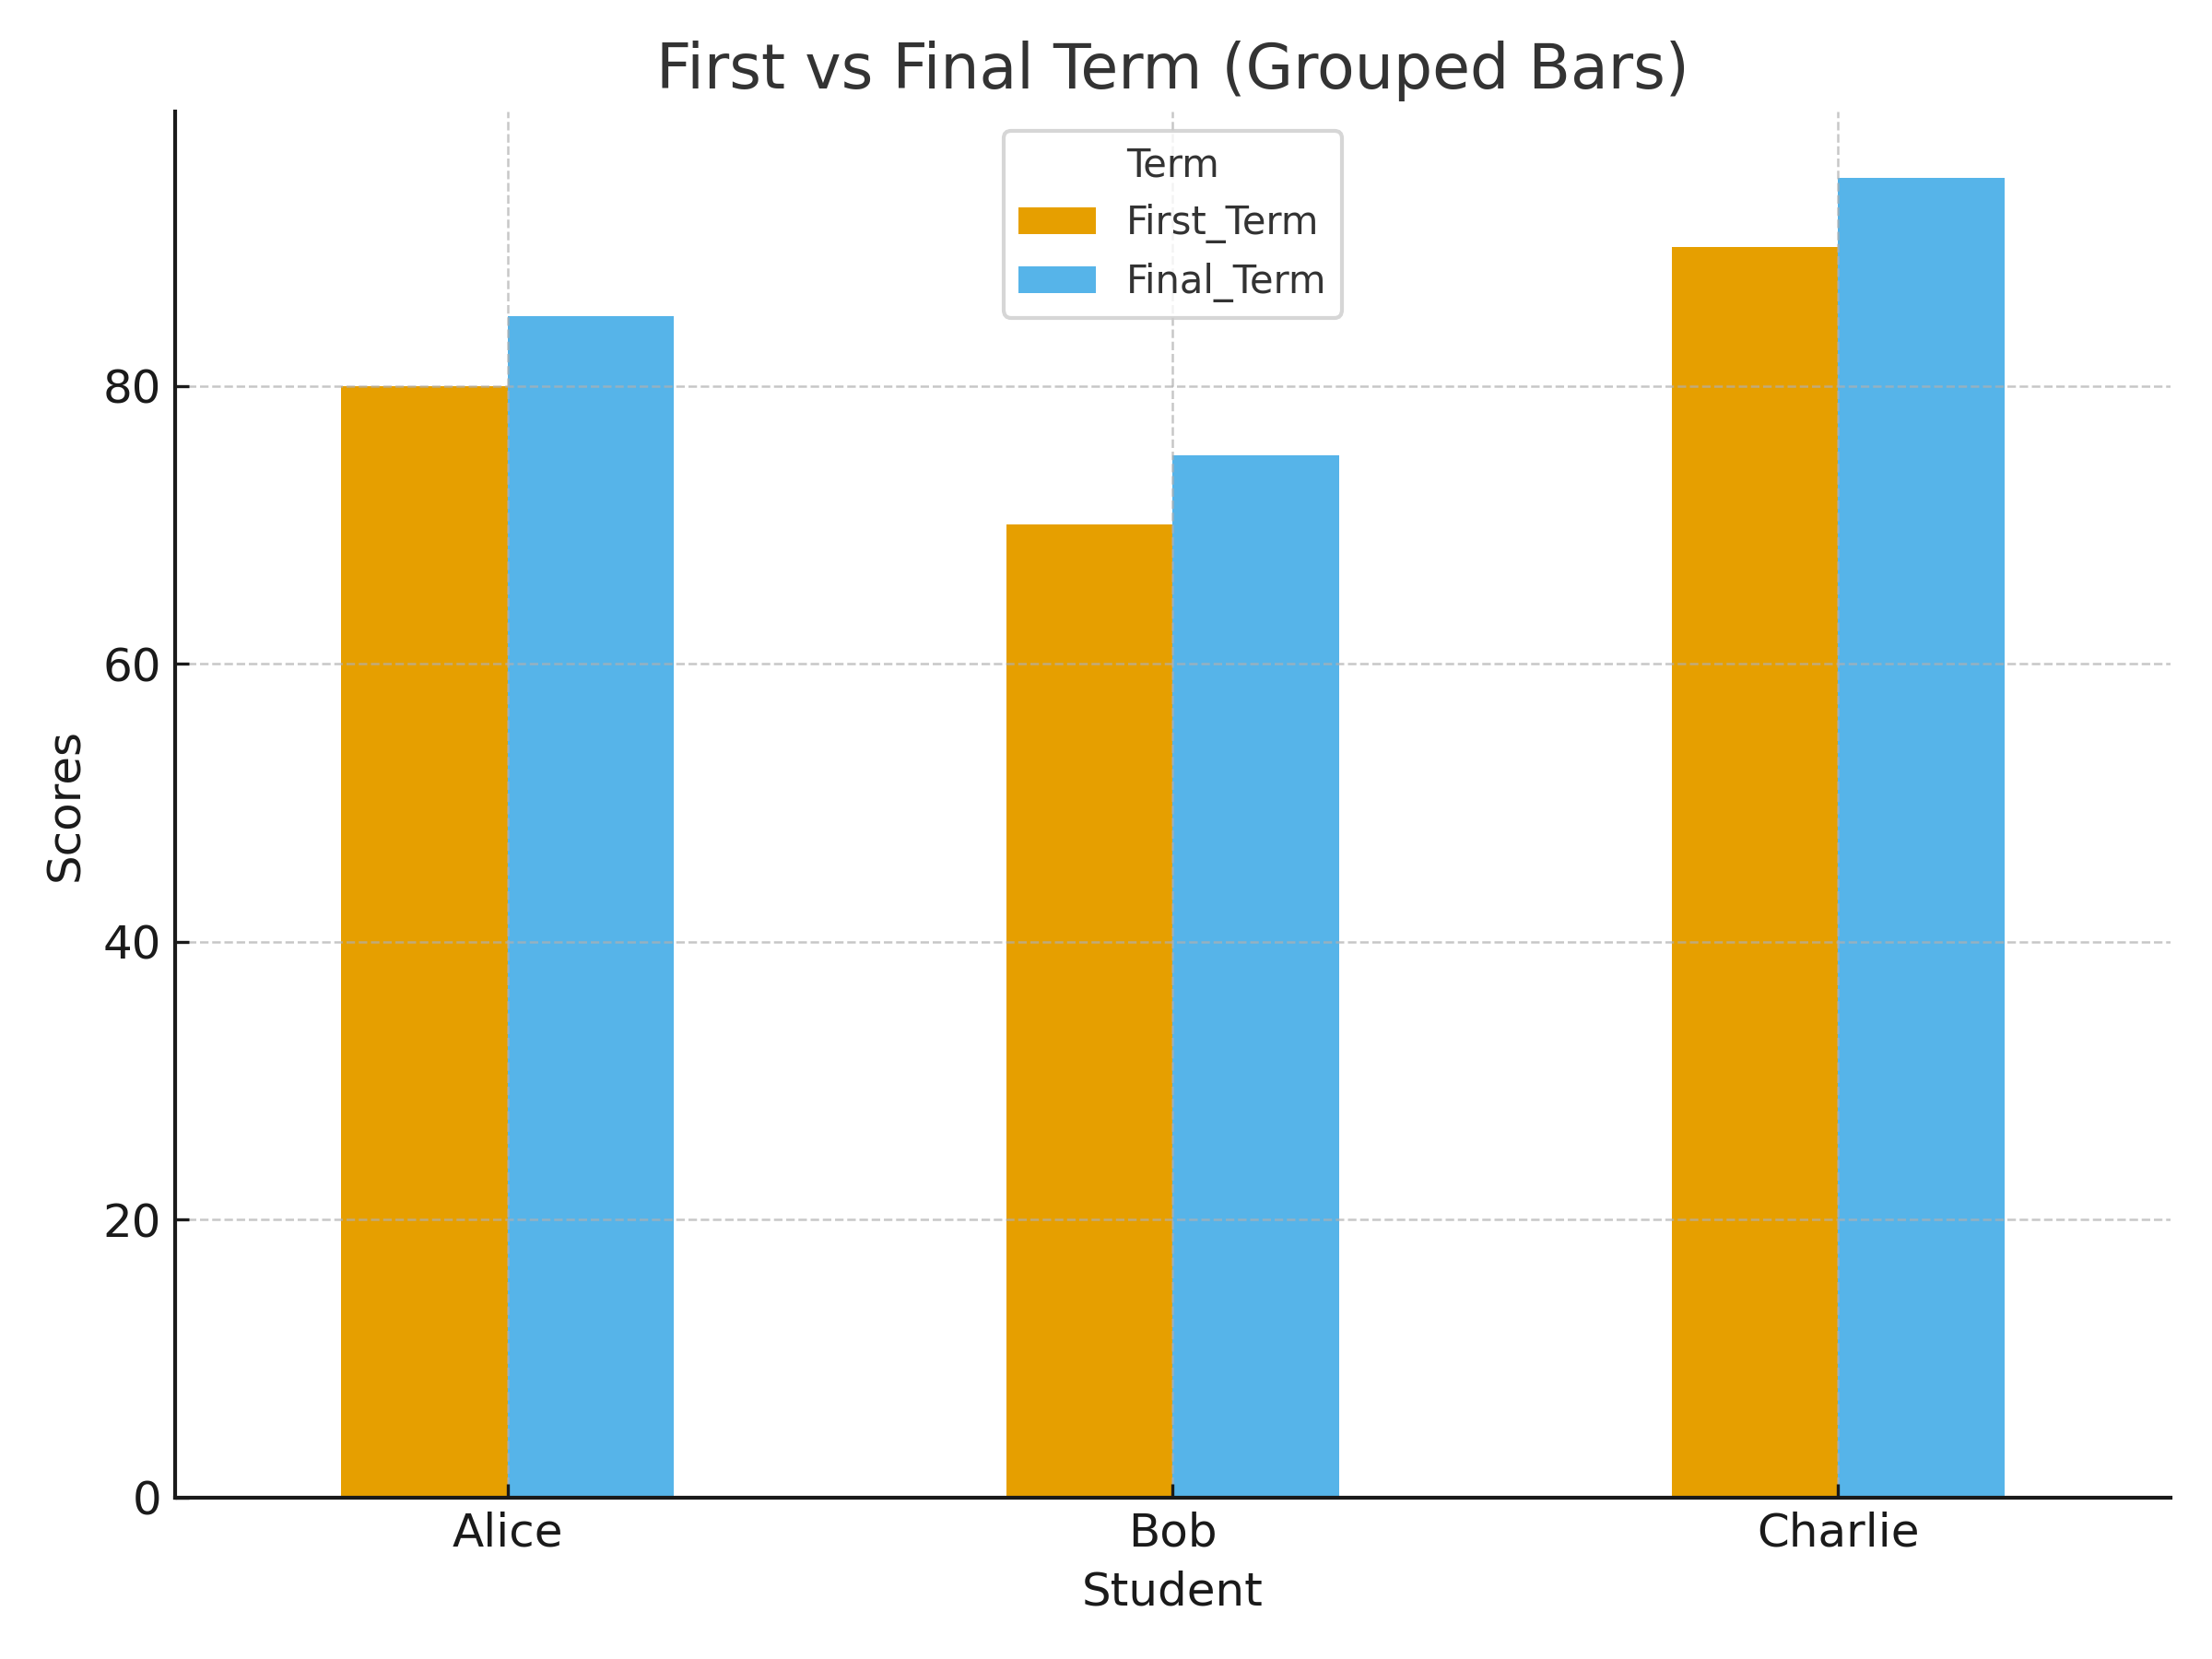 First vs Final Term (Grouped Bars)
Term
First_Term
Final_Term
80
60
40
20
0
Scores
Alice
Bob
Charlie
Student